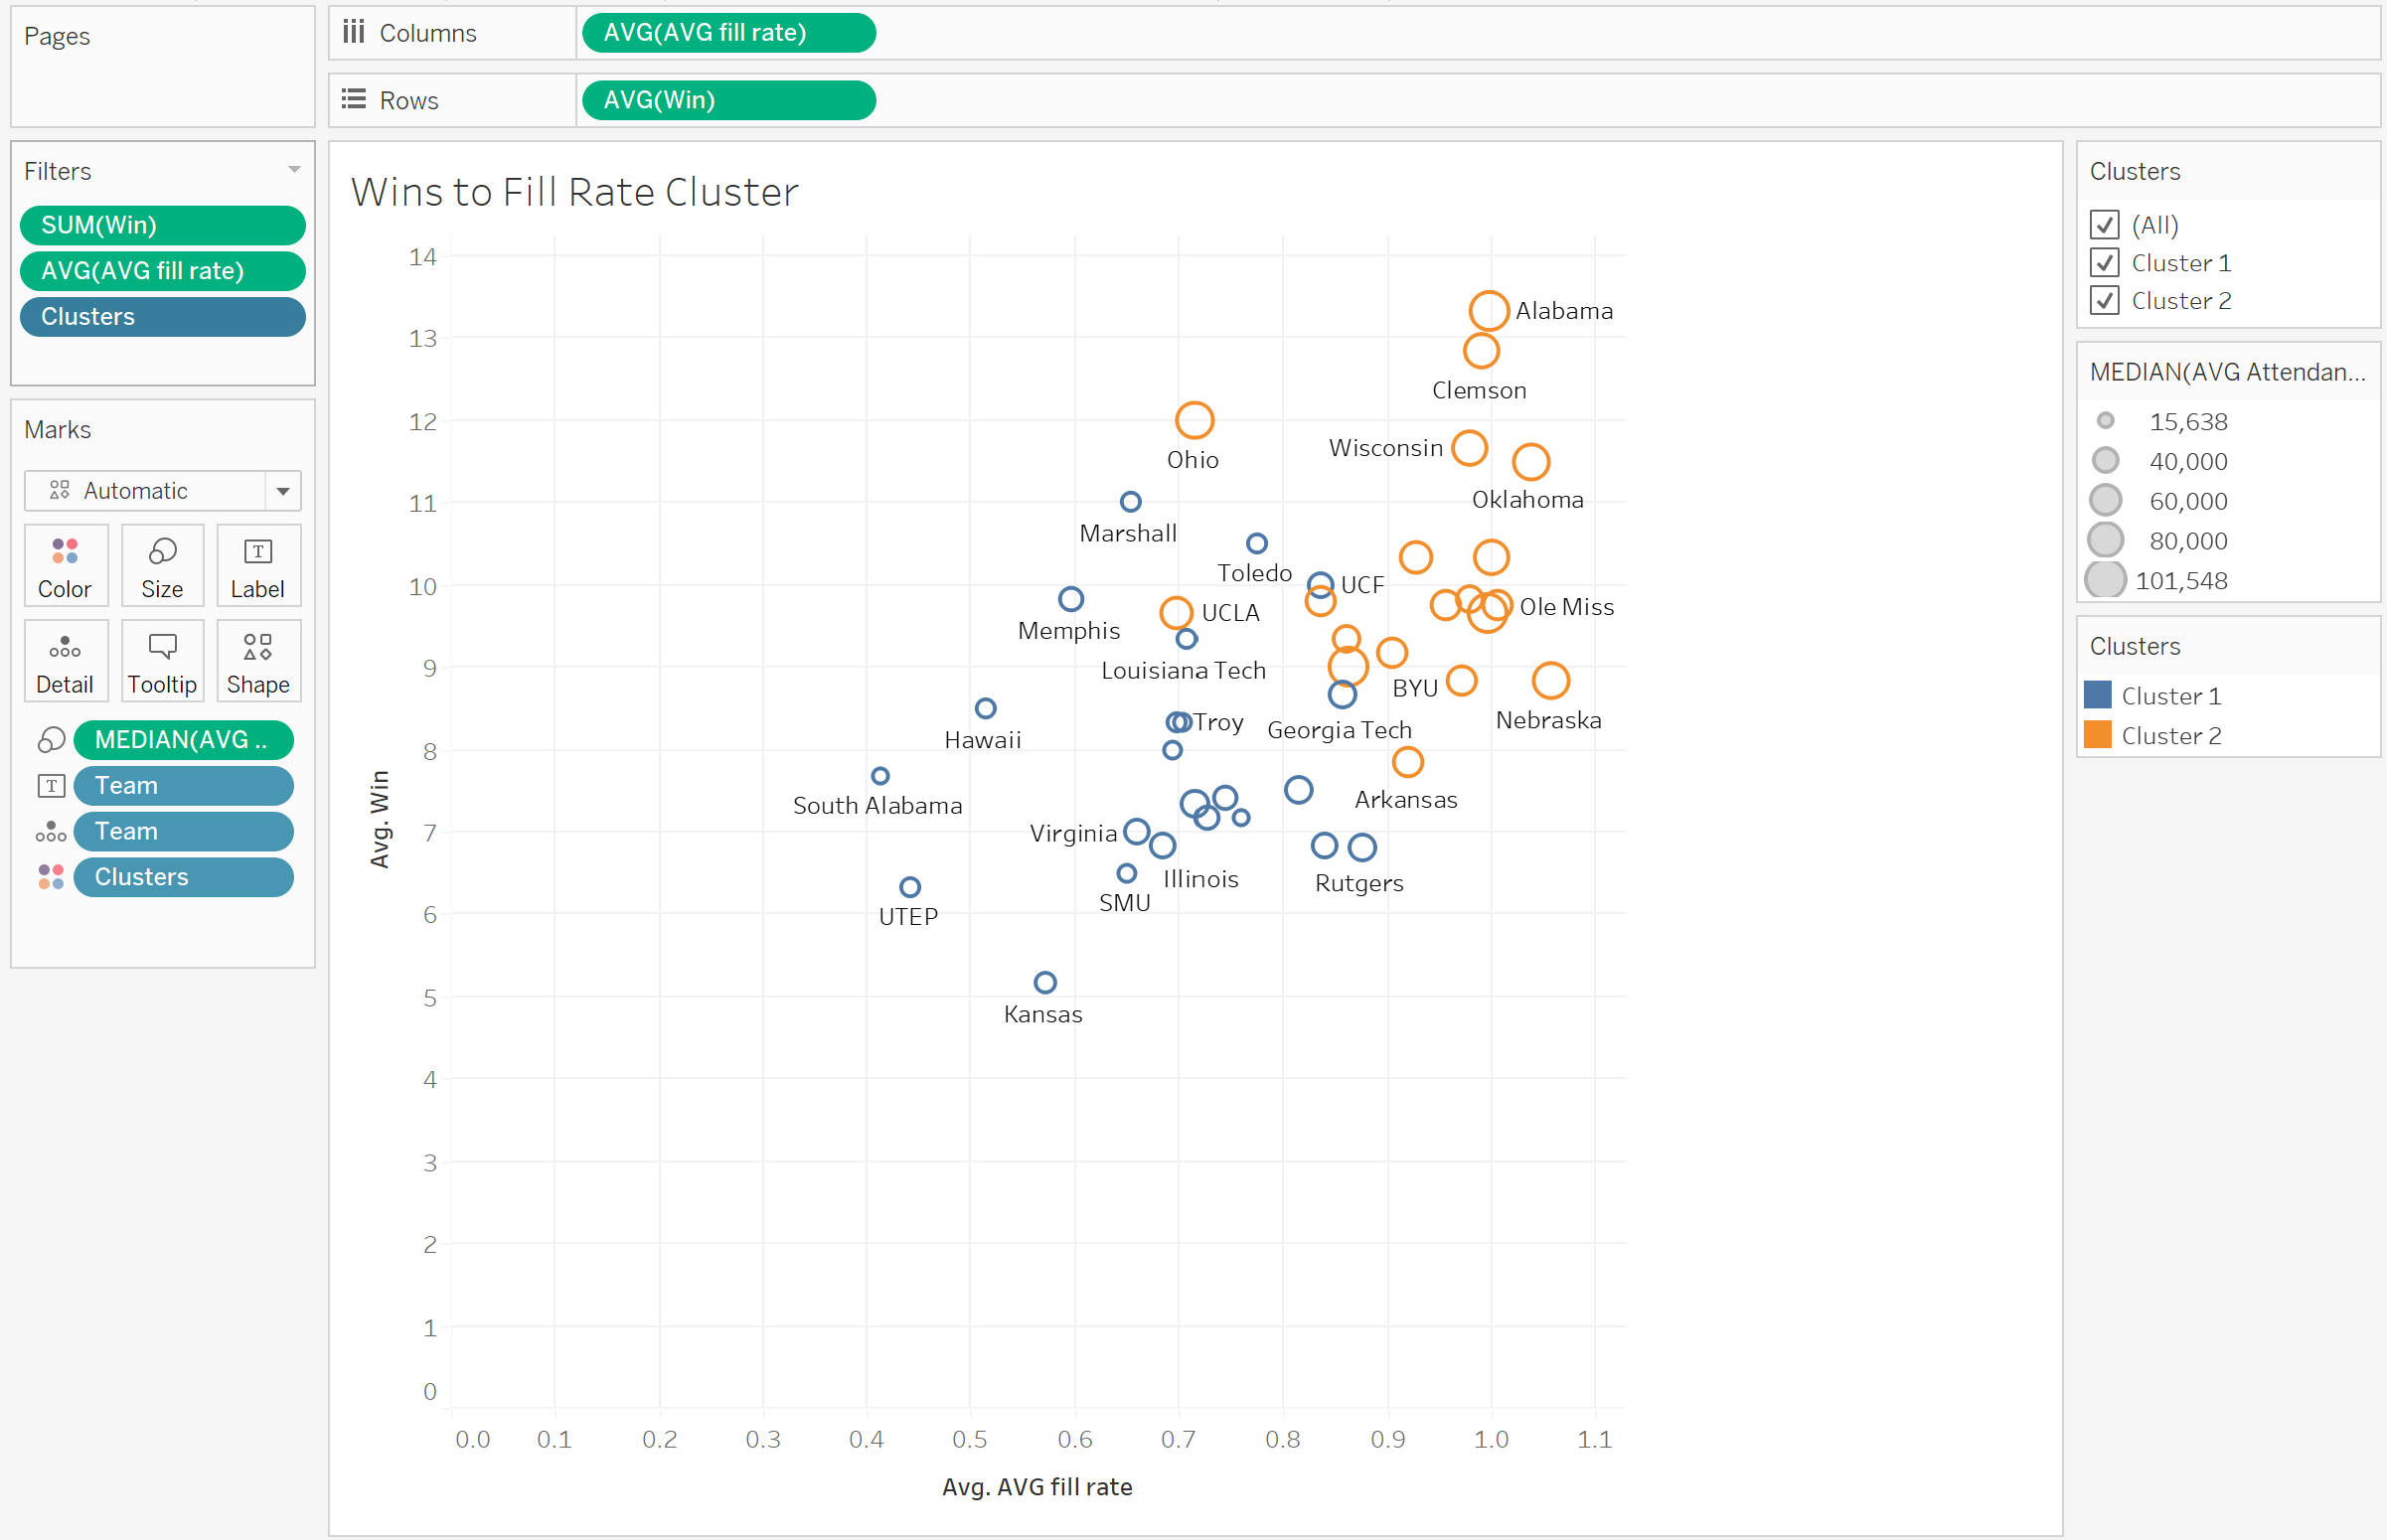 Pages
Columns
AVG(AVG fill rate)
Rows
AVG(Win)
Filters
SUM(Win)
AVG(AVG fill rate)
Clusters
Marks
Automatic
Color
Size
T
Label
Detail
Tooltip
Shape
MEDIAN(AVG ..
T
Team
Team
Clusters
Wins to Fill Rate Cluster
Avg. Win
14
13
12
11
10
9
8
7
6
5
4
3
2
1
0
Alabama
Clemson
Ohio
Wisconsin
Oklahoma
Marshall
Toledo
UCF
Memphis
UCLA
Ole Miss
Louisiana Tech
BYU
Hawaii
Troy
Georgia Tech
Nebraska
South Alabama
Arkansas
Virginia
Illinois
Rutgers
SMU
UTEP
Kansas
0.0 0.1 0.2 0.3 0.4 0.5 0.6 0.7 0.8 0.9 1.0 1.1
Avg. AVG fill rate
Clusters
(All)
Cluster 1
Cluster 2
MEDIAN(AVG Attendan...
15,638
40,000
60,000
80,000
101,548
Clusters
Cluster 1
Cluster 2